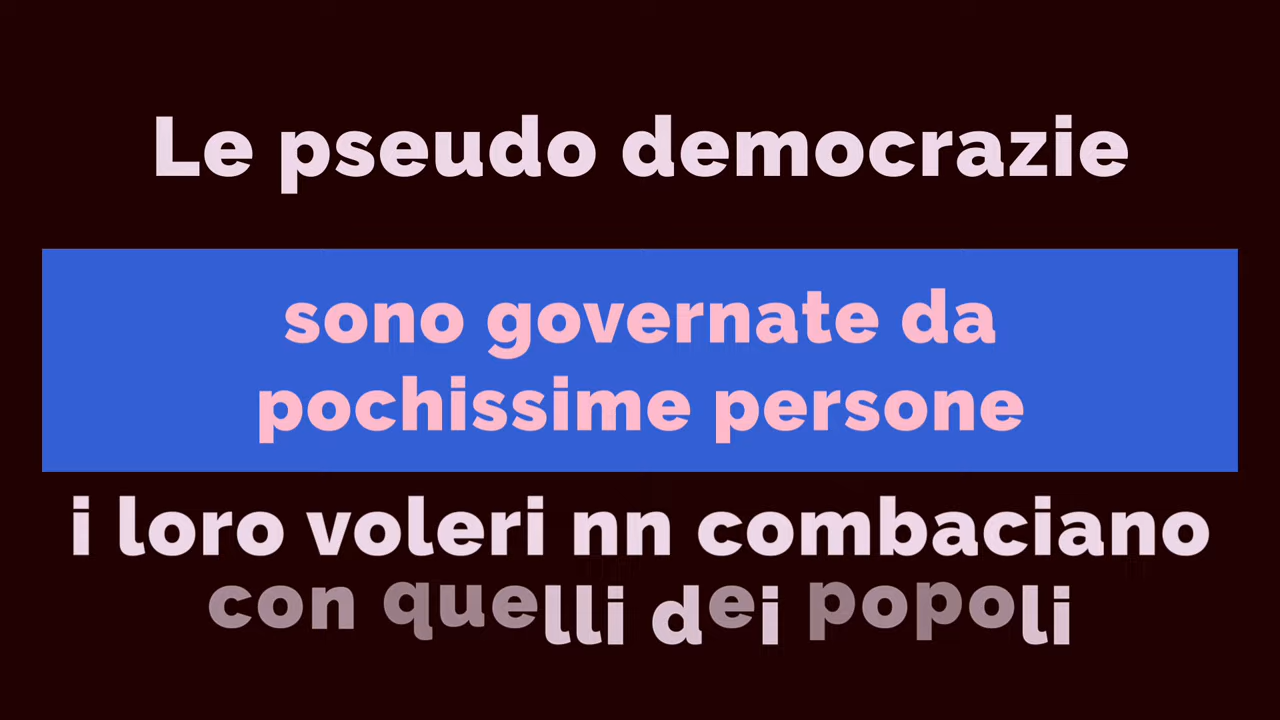 Le pseudo democrazie
sono governate da
pochissime persone
i loro voleri nn combaciano
con quelli dei popoli